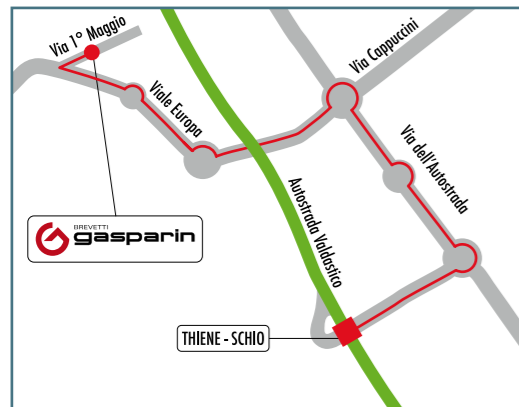 Via 1° Maggio
Via Cappuccini
Viale Europa
Via dell'Autostrada
Autostrada Valdastico
BREVETTI
gasparin
THIENE - SCHIO